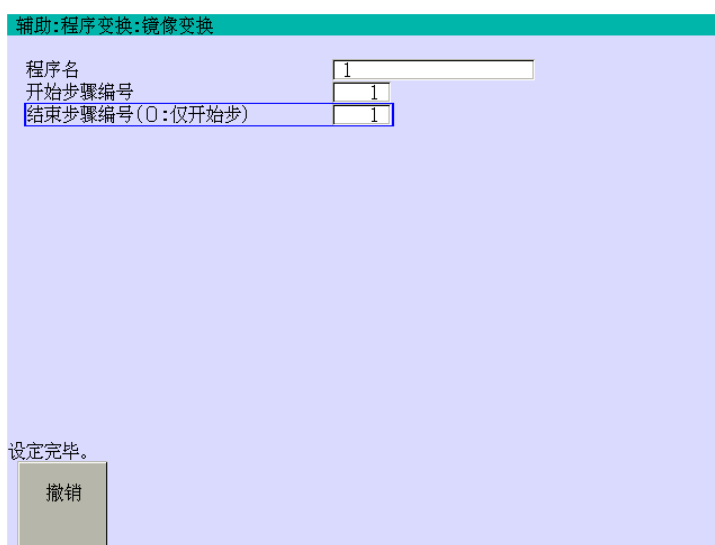 辅助:程序变换:镜像变换
程序名 1
开始步骤编号 1
结束步骤编号(0:仅开始步) 1
设定完毕。
撤销